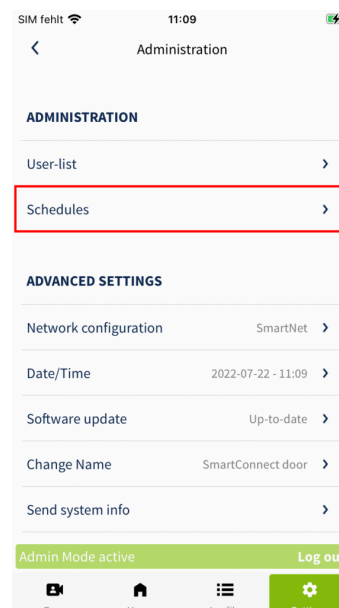 SIM fehlt 11:09
Administration
ADMINISTRATION
User-list
Schedules
ADVANCED SETTINGS
Network configuration SmartNet
Date/Time 2022-07-22 - 11:09
Software update Up-to-date
Change Name SmartConnect door
Send system info
Admin Mode active Log ou